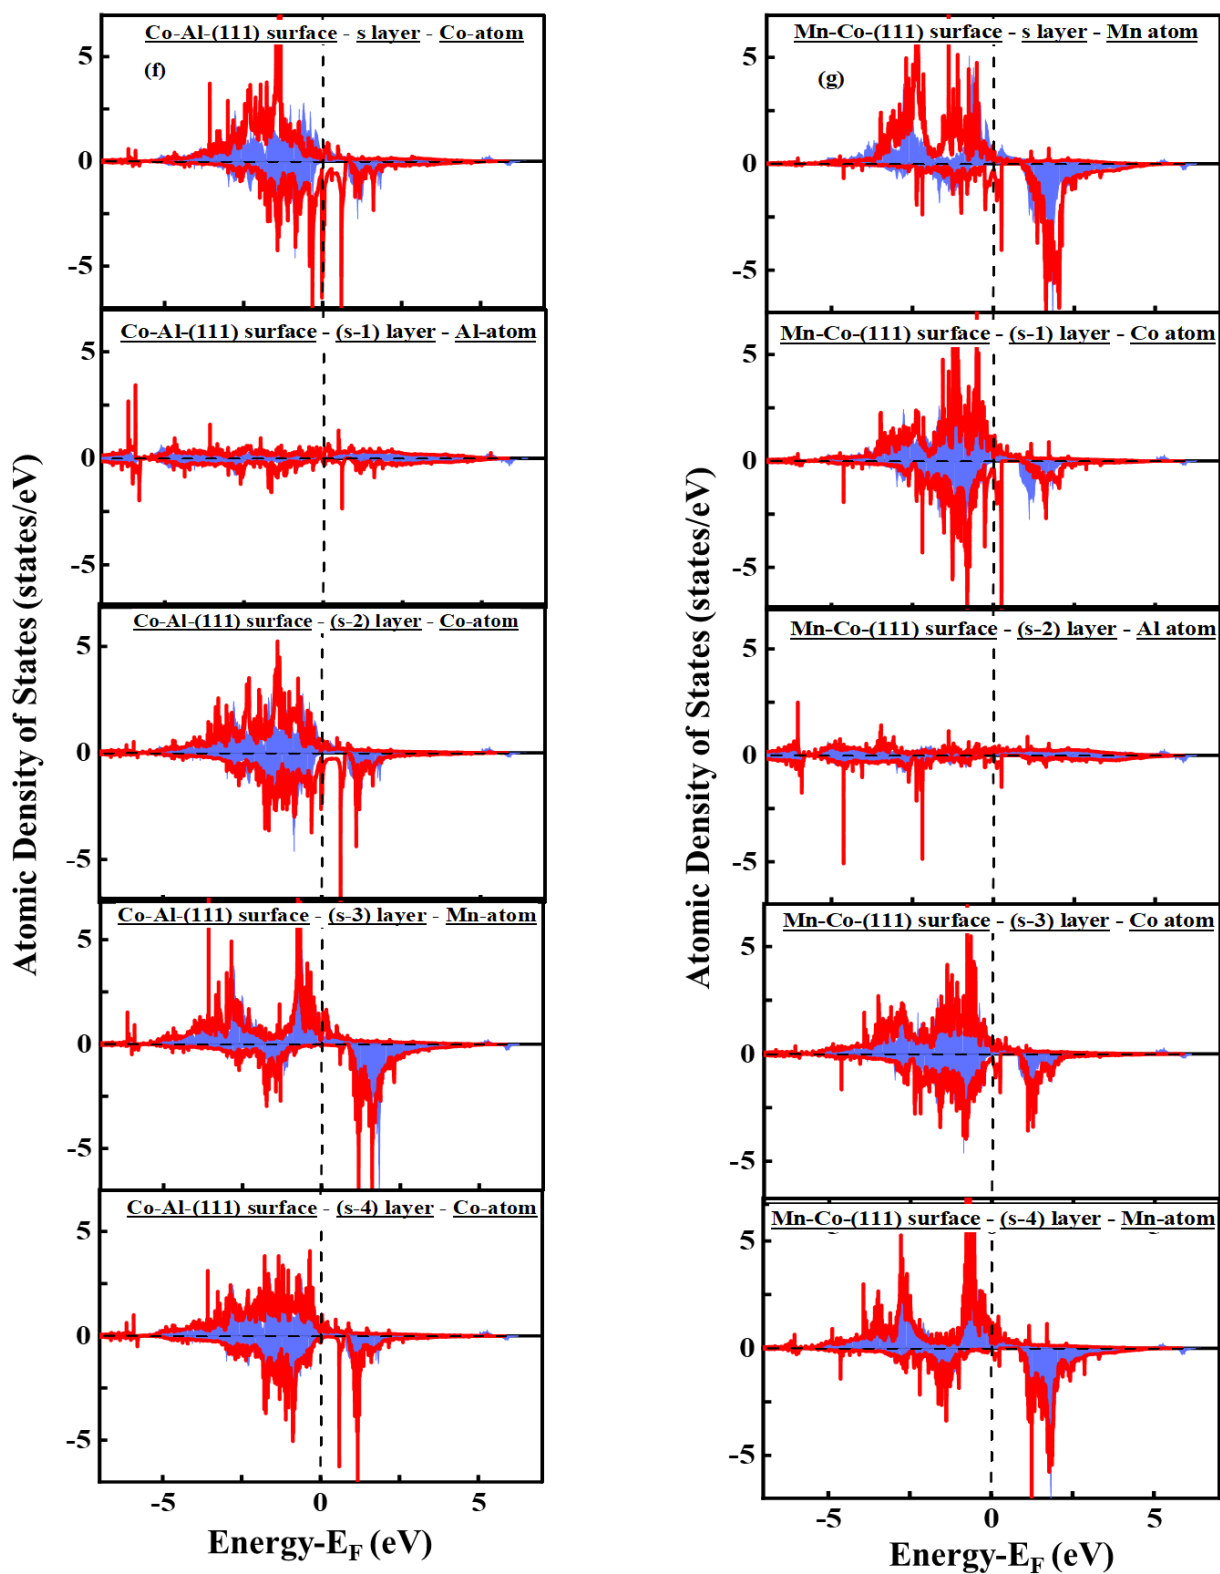 Co-Al-(111) surface - s layer - Co-atom
(f)
5
0
-5
Co-Al-(111) surface - (s-1) layer - Al-atom
5
0
-5
Co-Al-(111) surface - (s-2) layer - Co-atom
5
0
-5
Co-Al-(111) surface - (s-3) layer - Mn-atom
5
0
-5
Co-Al-(111) surface - (s-4) layer - Co-atom
5
0
-5
-5 0 5
Energy-EF (eV)
Atomic Density of States (states/eV)
Mn-Co-(111) surface - s layer - Mn atom
(g)
5
0
-5
Mn-Co-(111) surface - (s-1) layer - Co atom
5
0
-5
Mn-Co-(111) surface - (s-2) layer - Al atom
5
0
-5
Mn-Co-(111) surface - (s-3) layer - Co atom
5
0
-5
Mn-Co-(111) surface - (s-4) layer - Mn-atom
5
0
-5
-5 0 5
Energy-EF (eV)
Atomic Density of States (states/eV)